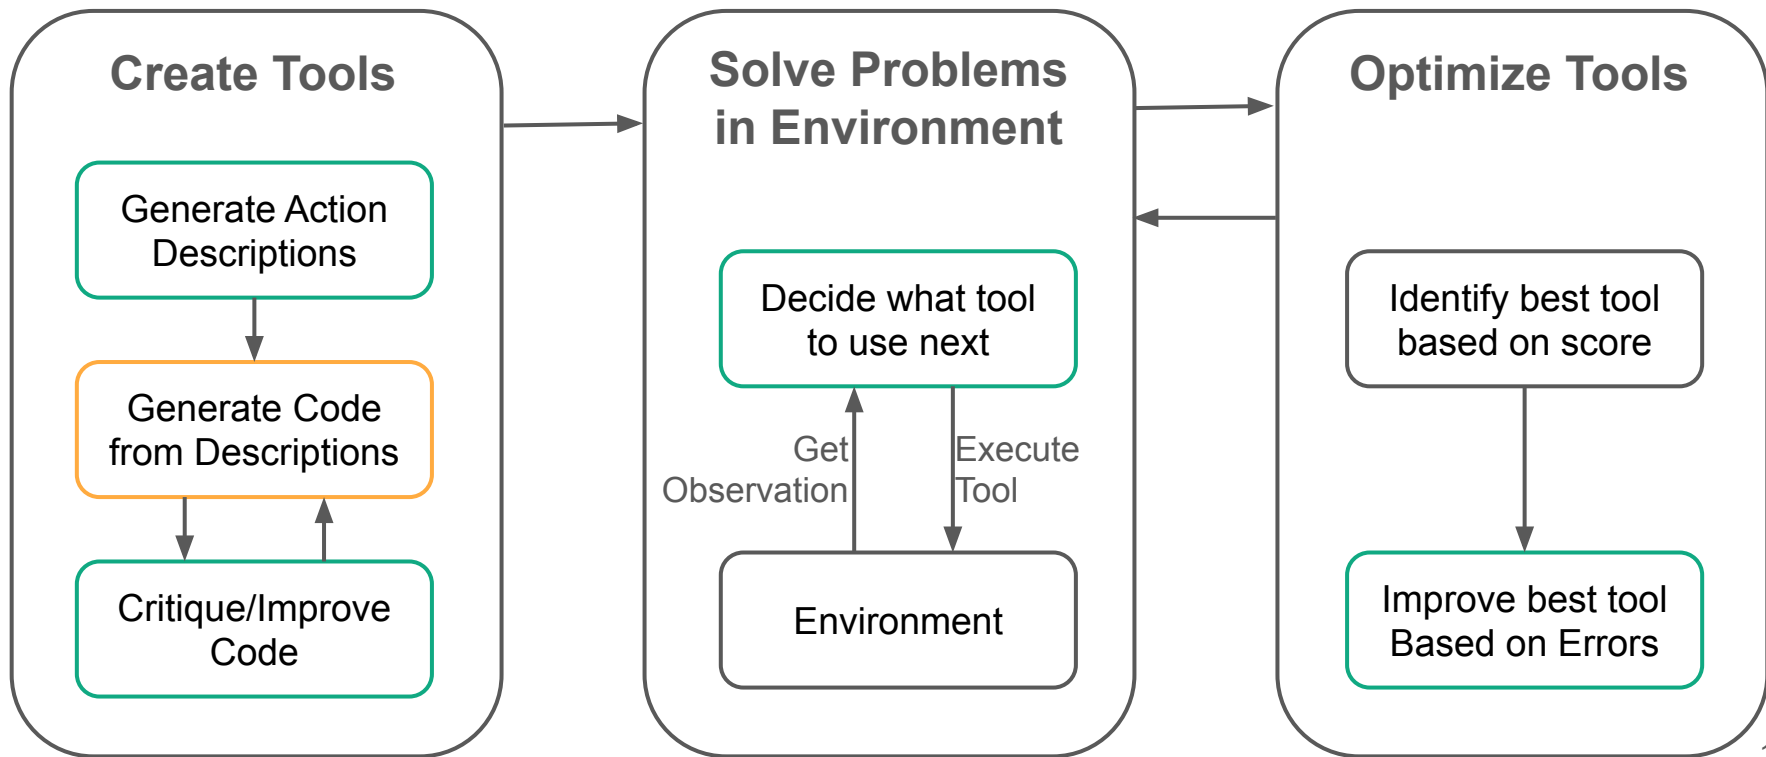 Create Tools
Generate Action
Descriptions
Generate Code
from Descriptions
Critique/Improve
Code
Solve Problems
in Environment
Decide what tool
to use next
Get
Observation
Execute
Tool
Environment
Optimize Tools
Identify best tool
based on score
Improve best tool
Based on Errors